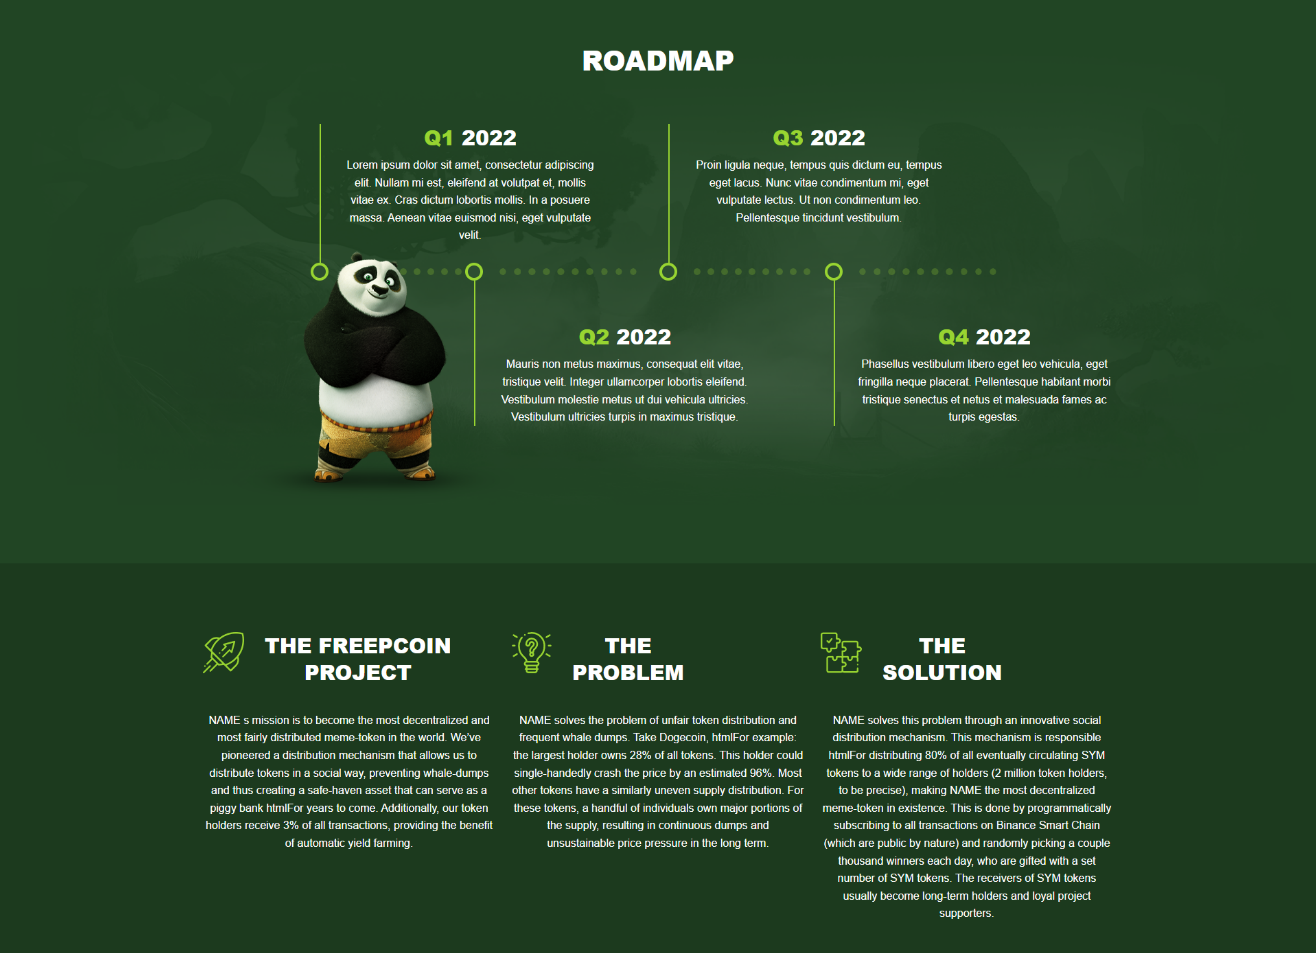 ROADMAP
Q1 2022
Lorem ipsum dolor sit amet, consectetur adipiscing
elit. Nullam mi est, eleifend at volutpat et, mollis
vitae ex. Cras dictum lobortis mollis. In a posuere
massa. Aenean vitae euismod nisi, eget vulputate
velit.
Q3 2022
Proin ligula neque, tempus quis dictum eu, tempus
eget lacus. Nunc vitae condimentum mi, eget
vulputate lectus. Ut non condimentum leo.
Pellentesque tincidunt vestibulum.
Q2 2022
Mauris non metus maximus, consequat elit vitae,
tristique velit. Integer ullamcorper lobortis eleifend.
Vestibulum molestie metus ut dui vehicula ultricies.
Vestibulum ultricies turpis in maximus tristique.
Q4 2022
Phasellus vestibulum libero eget leo vehicula, eget
fringilla neque placerat. Pellentesque habitant morbi
tristique senectus et netus et malesuada fames ac
turpis egestas.
THE FREEPCOIN
PROJECT
NAME s mission is to become the most decentralized and
most fairly distributed meme-token in the world. We've
pioneered a distribution mechanism that allows us to
distribute tokens in a social way, preventing whale-dumps
and thus creating a safe-haven asset that can serve as a
piggy bank htmlFor years to come. Additionally, our token
holders receive 3% of all transactions, providing the benefit
of automatic yield farming.
THE
PROBLEM
NAME solves the problem of unfair token distribution and
frequent whale dumps. Take Dogecoin, htmlFor example:
the largest holder owns 28% of all tokens. This holder could
single-handedly crash the price by an estimated 96%. Most
other tokens have a similarly uneven supply distribution. For
these tokens, a handful of individuals own major portions of
the supply, resulting in continuous dumps and
unsustainable price pressure in the long term.
THE
SOLUTION
NAME solves this problem through an innovative social
distribution mechanism. This mechanism is responsible
htmlFor distributing 80% of all eventually circulating SYM
tokens to a wide range of holders (2 million token holders,
to be precise), making NAME the most decentralized
meme-token in existence. This is done by programmatically
subscribing to all transactions on Binance Smart Chain
(which are public by nature) and randomly picking a couple
thousand winners each day, who are gifted with a set
number of SYM tokens. The receivers of SYM tokens
usually become long-term holders and loyal project
supporters.